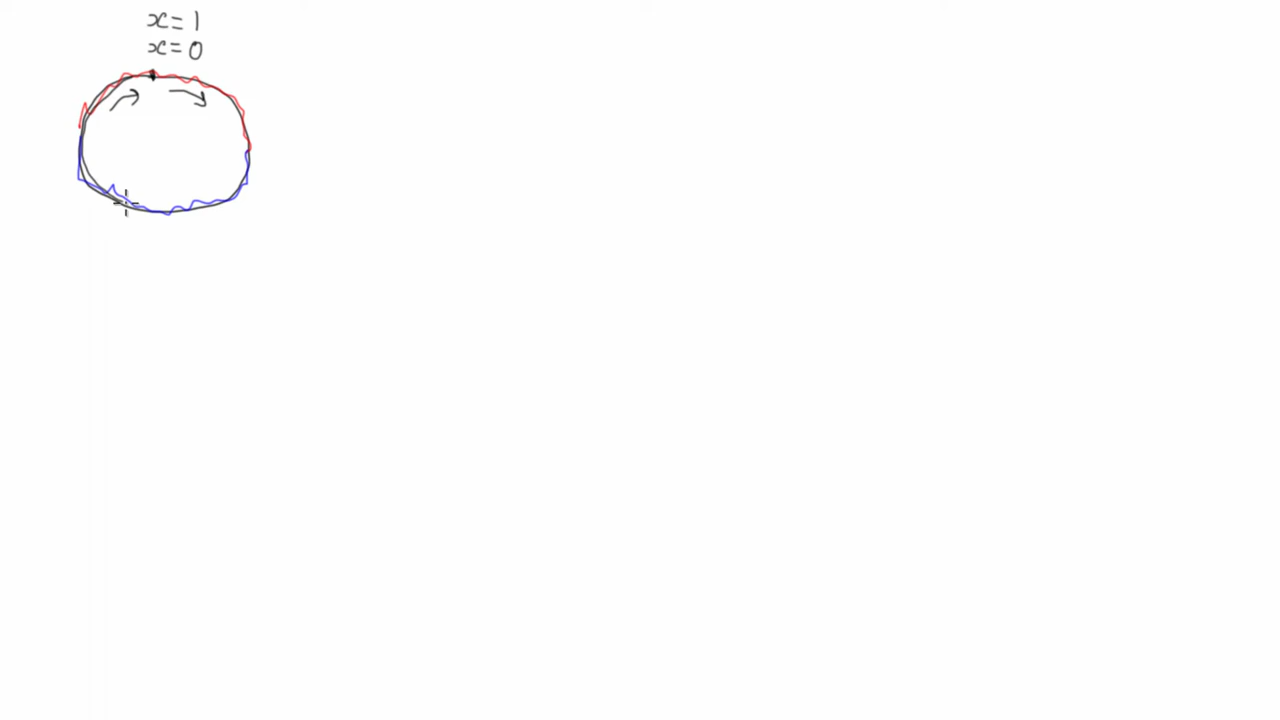 x = 1
x = 0